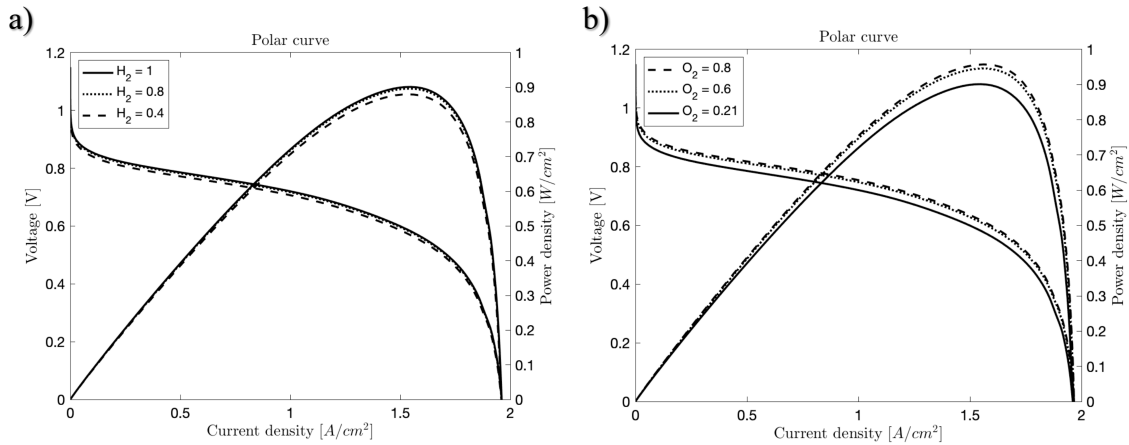 a)
Polar curve
1.2
1
0.8
0.6
0.4
0.2
0
Voltage [V]
H2 = 1
H2 = 0.8
H2 = 0.4
1
0.9
0.8
0.7
0.6
0.5
0.4
0.3
0.2
0.1
0
Power density [W/cm²]
0
0.5
1
1.5
2
Current density [A/cm²]
b)
Polar curve
1.2
1
0.8
0.6
0.4
0.2
0
Voltage [V]
O2 = 0.8
O2 = 0.6
O2 = 0.21
1
0.9
0.8
0.7
0.6
0.5
0.4
0.3
0.2
0.1
0
Power density [W/cm²]
0
0.5
1
1.5
2
Current density [A/cm²]